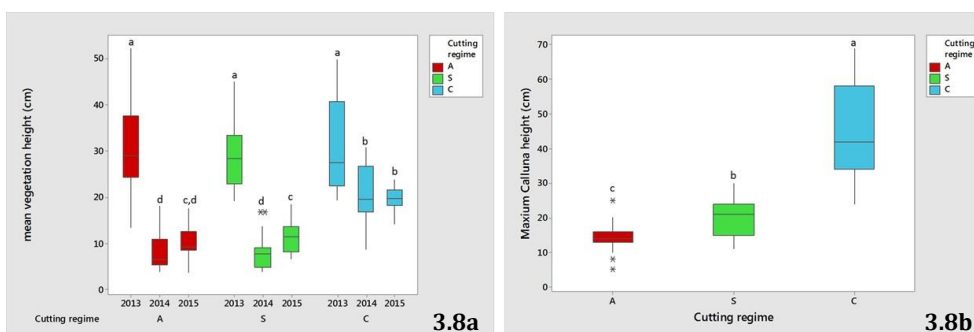 mean vegetation height (cm)
50
40
30
20
10
0
a
d
c,d
a
d
c
a
b
b
2013 2014 2015 2013 2014 2015 2013 2014 2015
Cutting regime A S C
Cutting
regime
A
S
C
3.8a
Maxium Calluna height (cm)
70
60
50
40
30
20
10
0
c
b
a
A S C
Cutting regime
Cutting
regime
A
S
C
3.8b